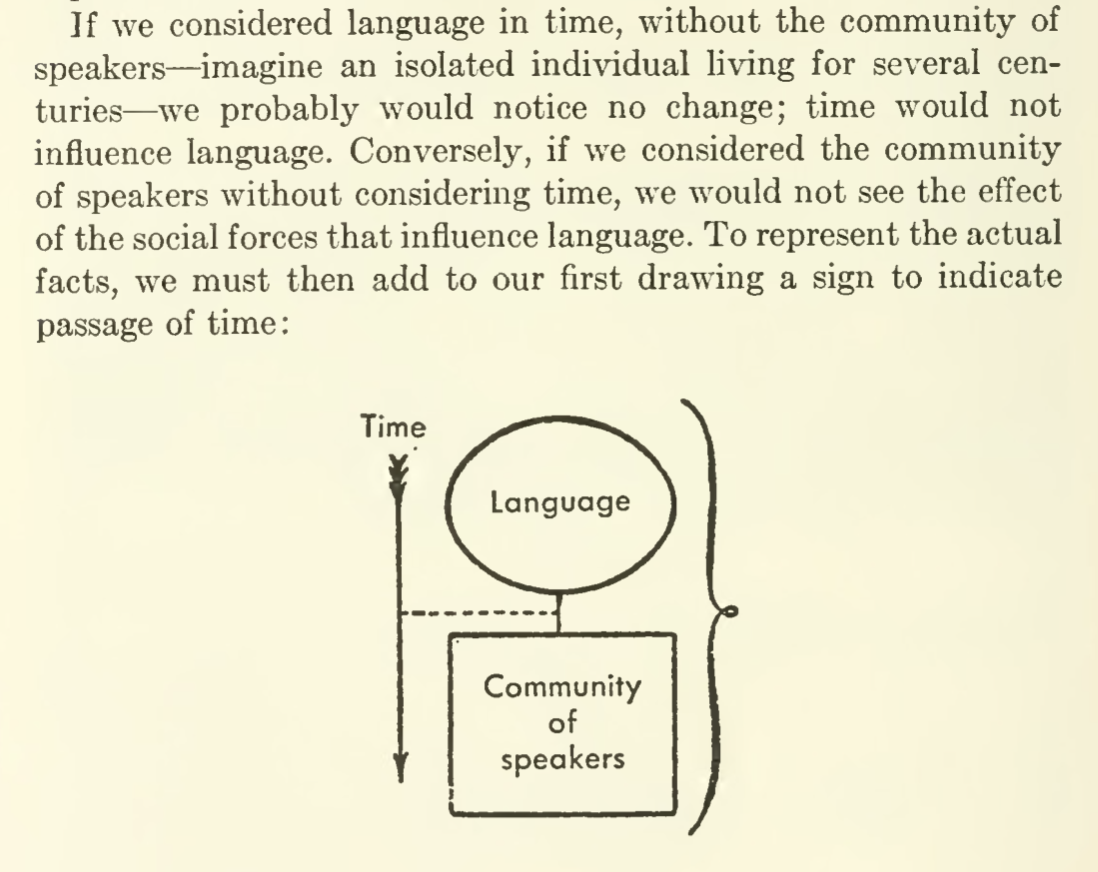 If we considered language in time, without the community of
speakers—imagine an isolated individual living for several cen-
turies—we probably would notice no change; time would not
influence language. Conversely, if we considered the community
of speakers without considering time, we would not see the effect
of the social forces that influence language. To represent the actual
facts, we must then add to our first drawing a sign to indicate
passage of time:
Time
Language
Community
of
speakers